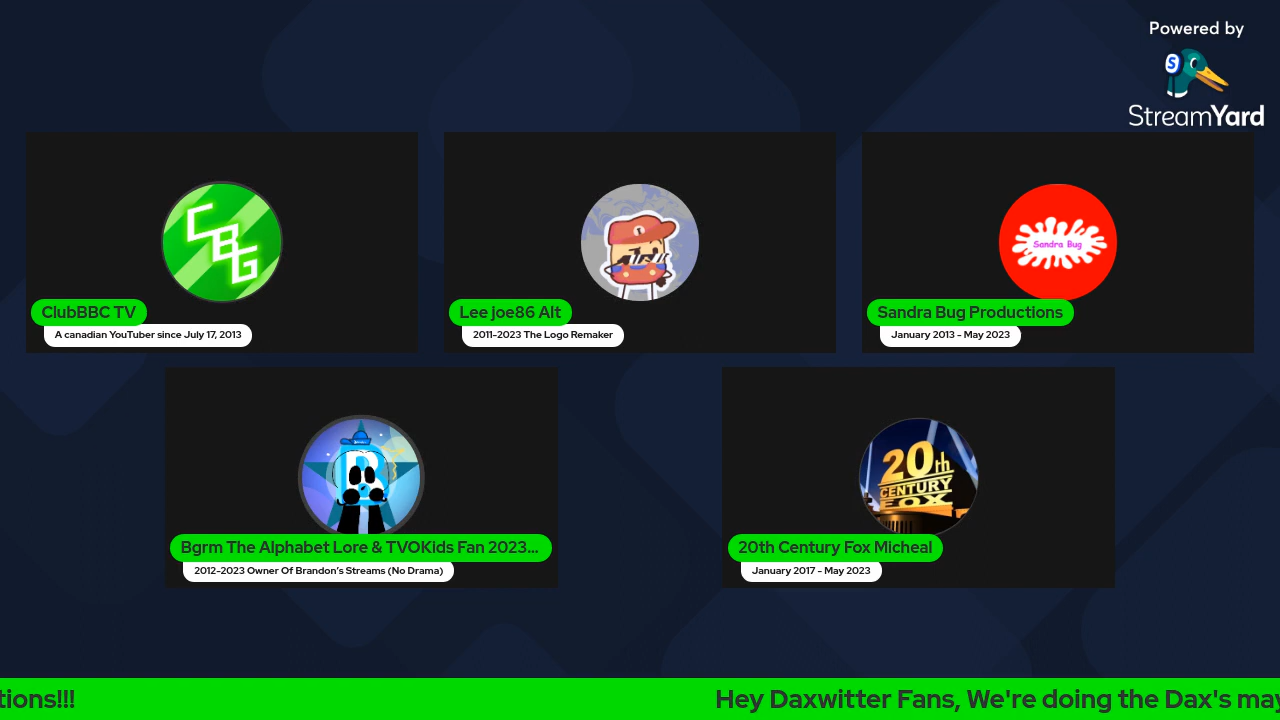 Powered by
StreamYard
CBG
ClubBBC TV
A canadian YouTuber since July 17, 2013
Lee joe86 Alt
2011-2023 The Logo Remaker
Sandra Bug
Sandra Bug Productions
January 2013 - May 2023
B
Bgrm The Alphabet Lore & TVOKids Fan 2023...
2012-2023 Owner Of Brandon's Streams (No Drama)
20th
CENTURY
FOX
20th Century Fox Micheal
January 2017 - May 2023
tions!!! Hey Daxwitter Fans, We're doing the Dax's may